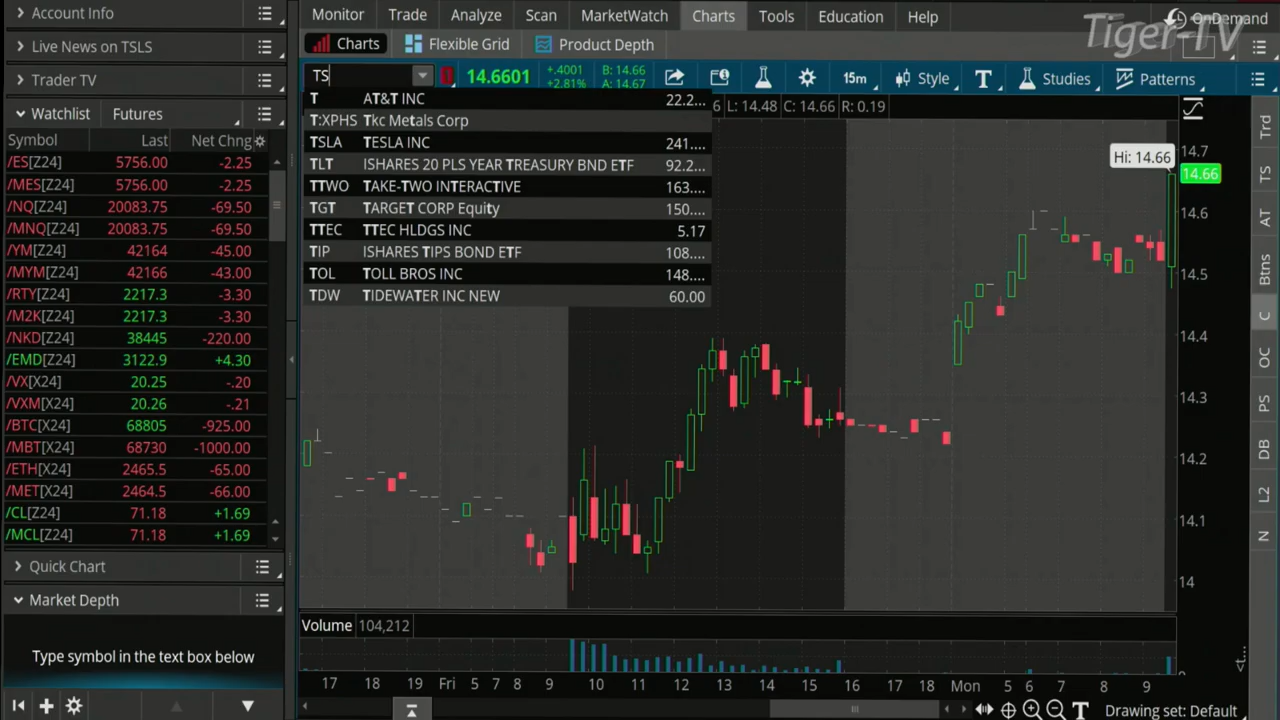 Account Info
Live News on TSLS
Trader TV
Watchlist Futures
Symbol Last Net Chng
/ES[Z24] 5756.00 -2.25
/MES[Z24] 5756.00 -2.25
/NQ[Z24] 20083.75 -69.50
/MNQ[Z24] 20083.75 -69.50
/YM[Z24] 42164 -45.00
/MYM[Z24] 42166 -43.00
/RTY[Z24] 2217.3 -3.30
/M2K[Z24] 2217.3 -3.30
/NKD[Z24] 38445 -220.00
/EMD[Z24] 3122.9 +4.30
/VX[X24] 20.25 -.20
/VXM[X24] 20.26 -.21
/BTC[X24] 68805 -925.00
/MBT[X24] 68730 -1000.00
/ETH[X24] 2465.5 -65.00
/MET[X24] 2464.5 -66.00
/CL[Z24] 71.18 +1.69
/MCL[Z24] 71.18 +1.69
Quick Chart
Market Depth
Type symbol in the text box below
Monitor Trade Analyze Scan MarketWatch Charts Tools Education Help
Tiger-TV
OnDemand
Charts Flexible Grid Product Depth
TS 14.6601 +.4001 +2.81% B: 14.66 A: 14.67 15m Style T Studies Patterns
6 L: 14.48 C: 14.66 R: 0.19
T AT&T INC 22.2...
T:XPHS Tkc Metals Corp
TSLA TESLA INC 241....
TLT ISHARES 20 PLS YEAR TREASURY BND ETF 92.2...
TTWO TAKE-TWO INTERACTIVE 163....
TGT TARGET CORP Equity 150....
TTEC TTEC HLDGS INC 5.17
TIP ISHARES TIPS BOND ETF 108....
TOL TOLL BROS INC 148....
TDW TIDEWATER INC NEW 60.00
Hi: 14.66
14.7
14.66
14.6
14.5
14.4
14.3
14.2
14.1
14
Volume 104,212
0
17 18 19 Fri 5 7 8 9 10 11 12 13 14 15 16 17 18 Mon 5 6 7 8 9
<t...
T Drawing set: Default
Trd
TS
AT
Btns
C
OC
PS
DB
L2
N